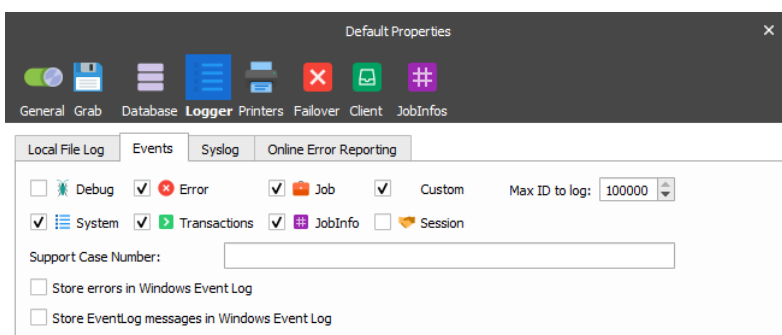 Default Properties
General Grab Database Logger Printers Failover Client JobInfos
Local File Log Events Syslog Online Error Reporting
Debug Error Job Custom Max ID to log: 100000
System Transactions JobInfo Session
Support Case Number:
Store errors in Windows Event Log
Store EventLog messages in Windows Event Log